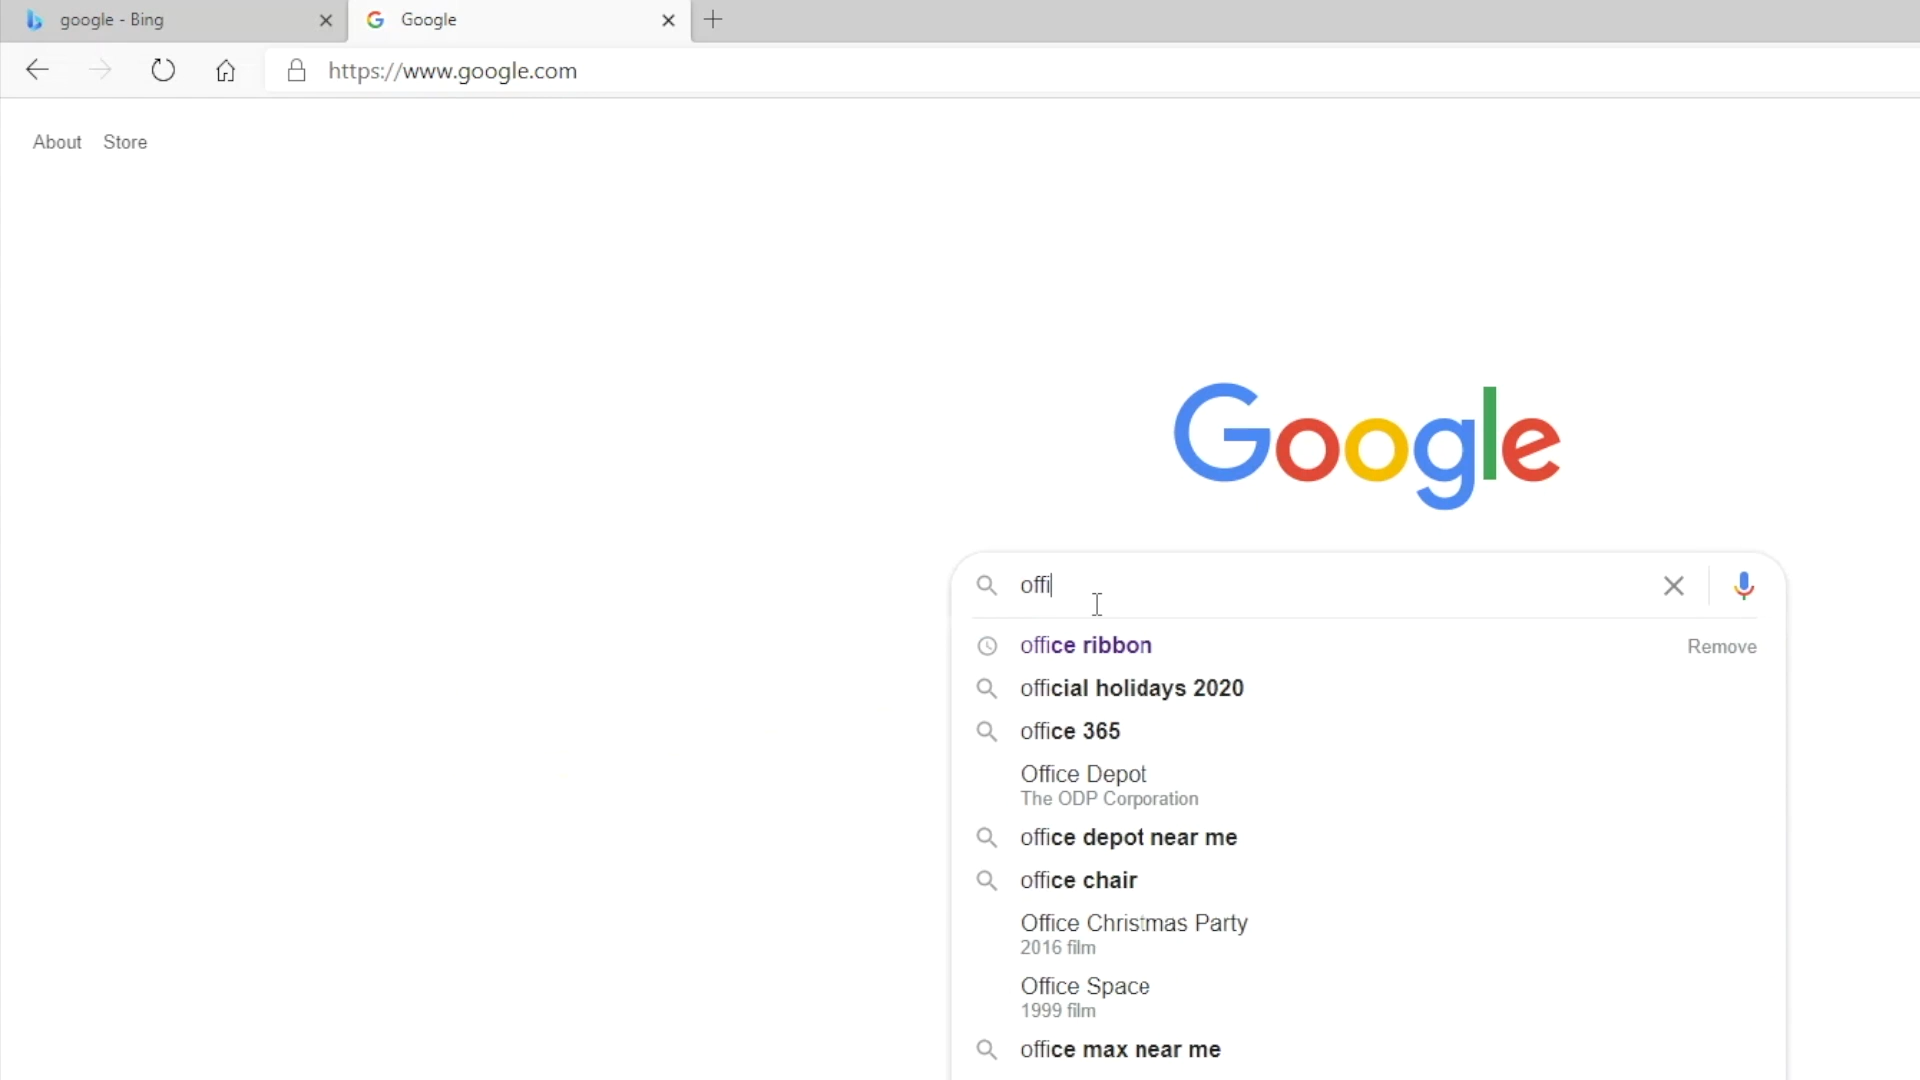 google - Bing
Google
https://www.google.com
About Store
Google
offi
office ribbon Remove
official holidays 2020
office 365
Office Depot
The ODP Corporation
office depot near me
office chair
Office Christmas Party
2016 film
Office Space
1999 film
office max near me